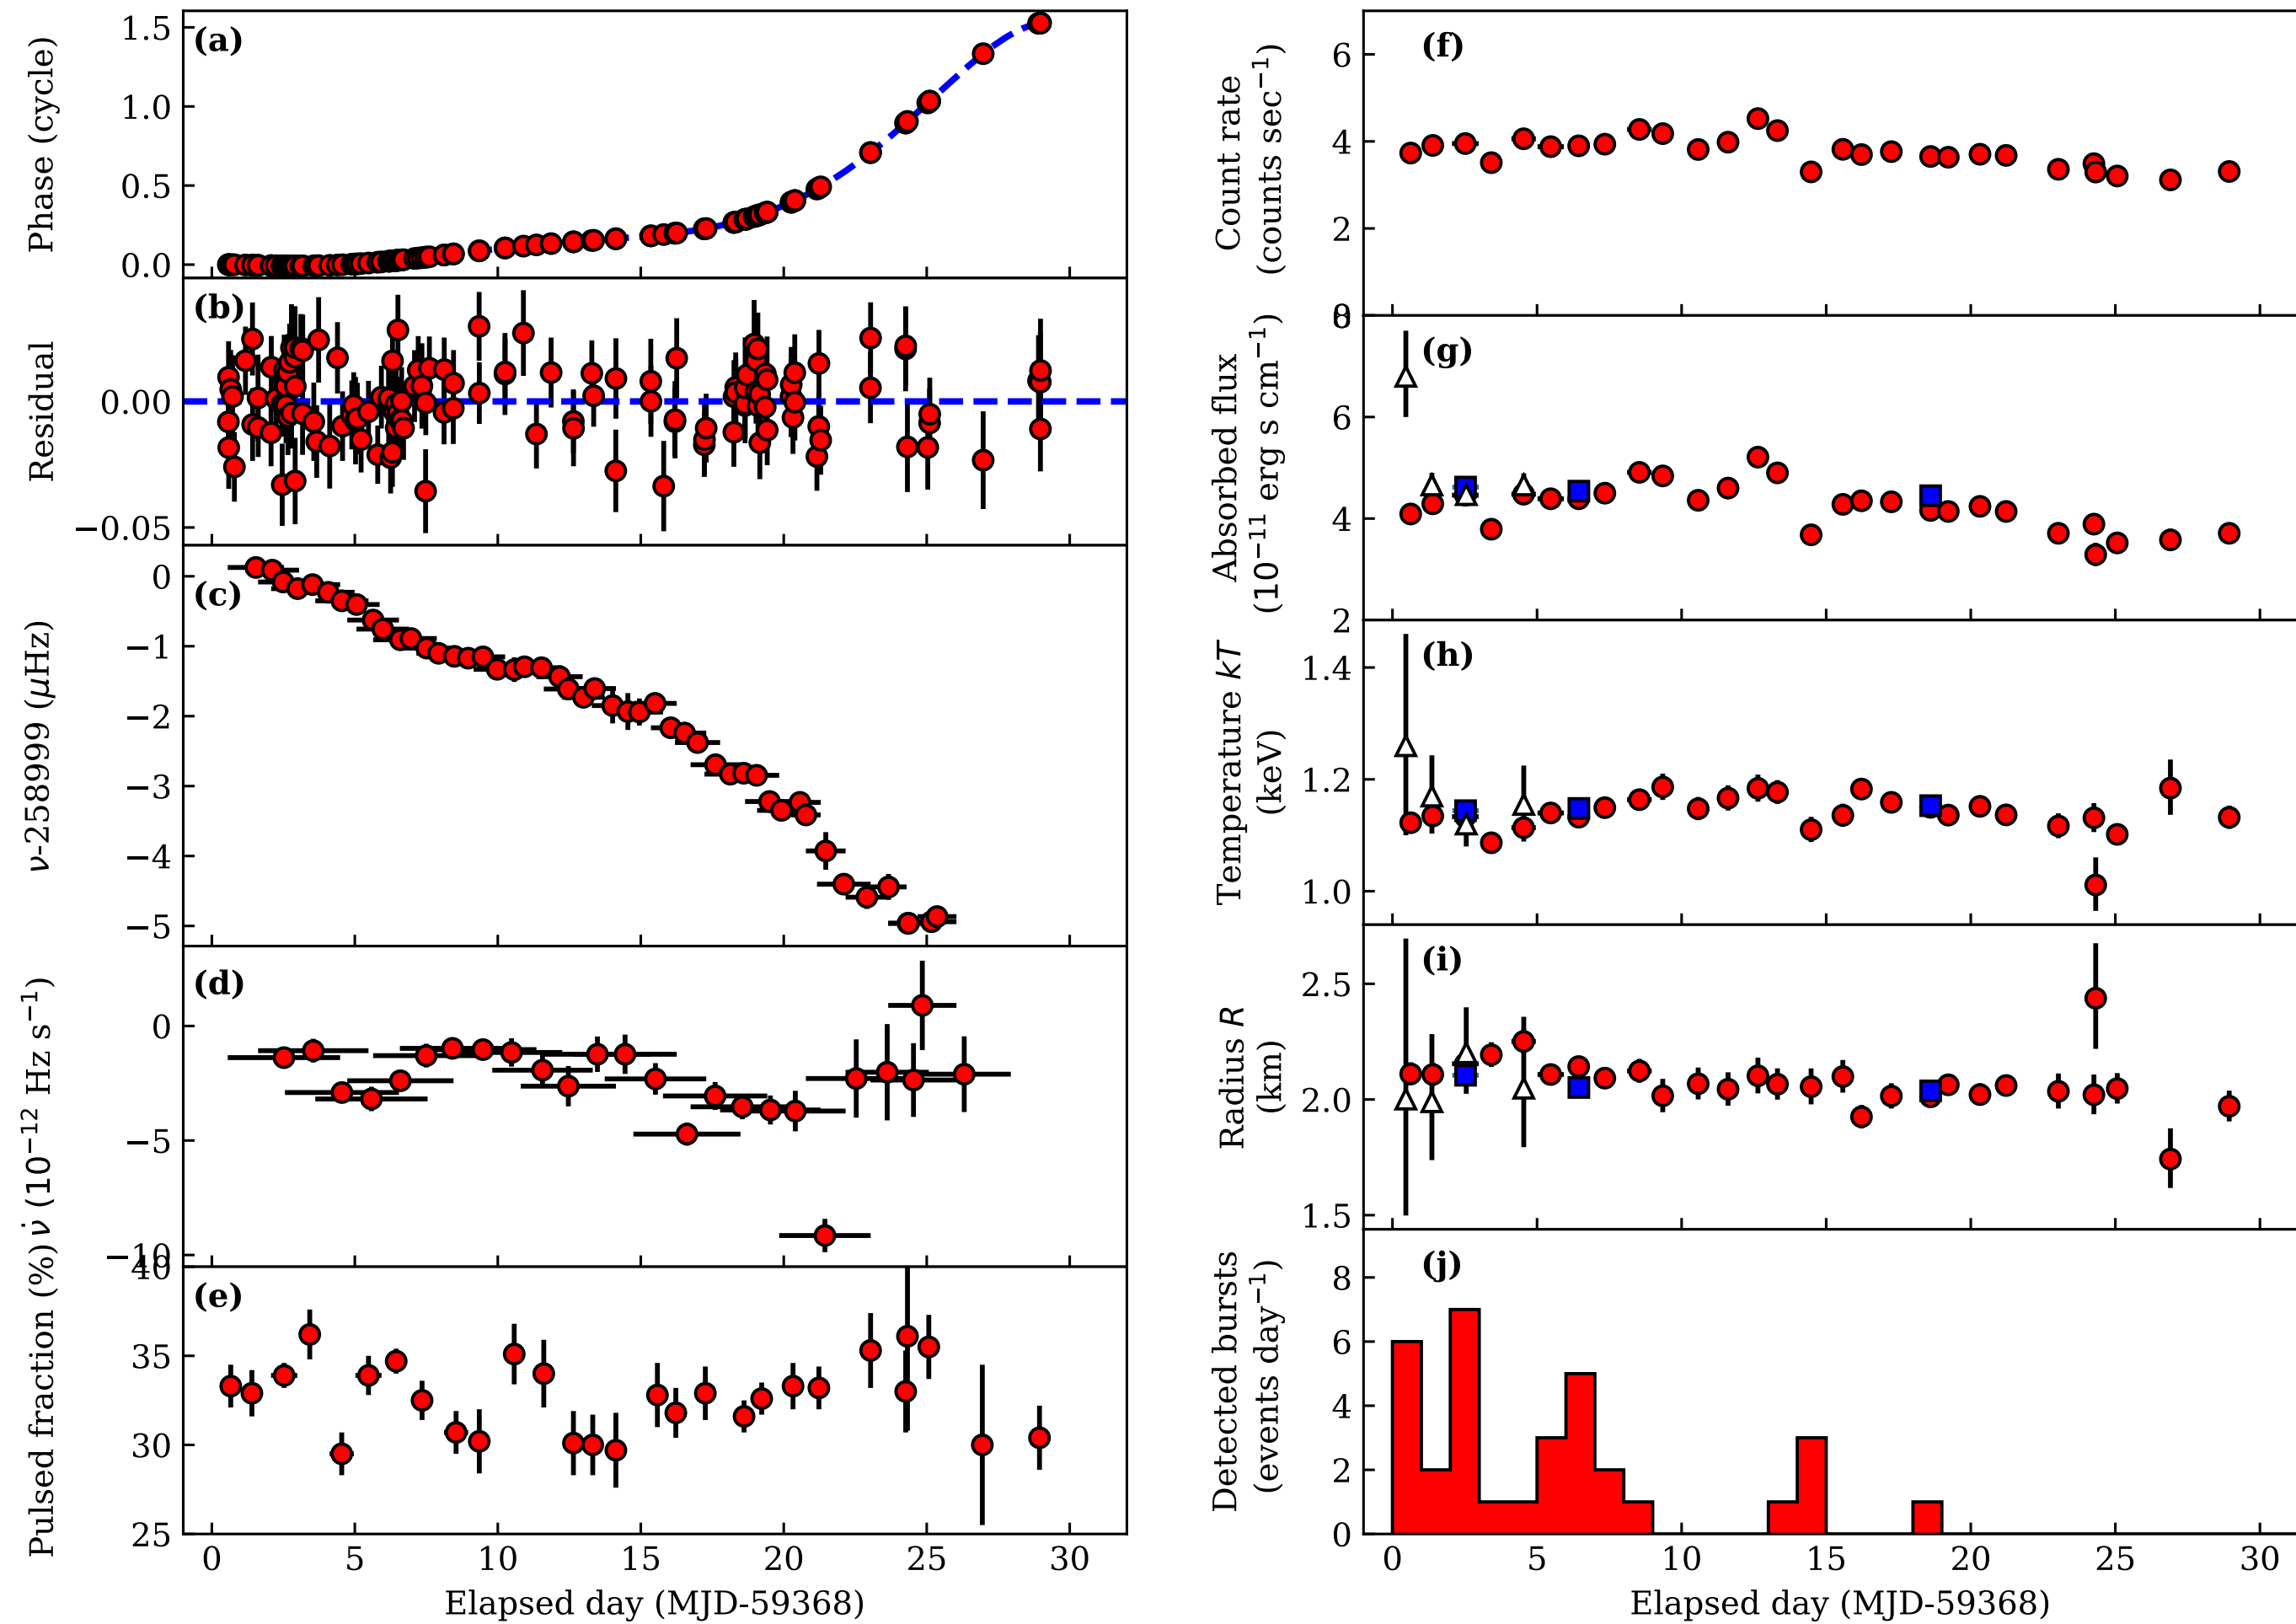 (a)
Phase (cycle)
1.5
1.0
0.5
0.0
(b)
Residual
0.00
−0.05
(c)
ν-258999 (μHz)
0
−1
−2
−3
−4
−5
(d)
ν̇ (10⁻¹² Hz s⁻¹)
0
−5
−10
(e)
Pulsed fraction (%)
40
35
30
25
0 5 10 15 20 25 30
Elapsed day (MJD-59368)
(f)
Count rate
(counts sec⁻¹)
6
4
2
0
(g)
Absorbed flux
(10⁻¹¹ erg s cm⁻¹)
8
6
4
2
(h)
Temperature kT
(keV)
1.4
1.2
1.0
(i)
Radius R
(km)
2.5
2.0
1.5
(j)
Detected bursts
(events day⁻¹)
8
6
4
2
0
0 5 10 15 20 25 30
Elapsed day (MJD-59368)